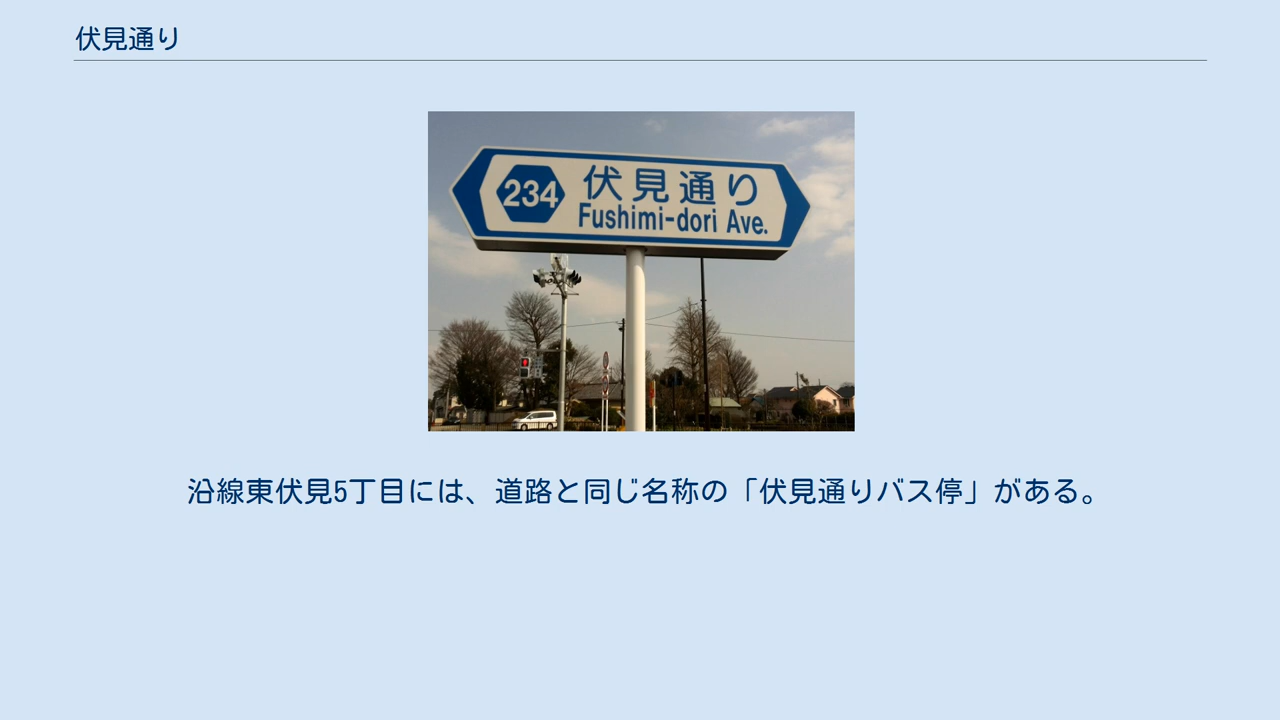 伏見通り
234
伏見通り
Fushimi-dori Ave.
沿線東伏見5丁目には、道路と同じ名称の「伏見通りバス停」がある。